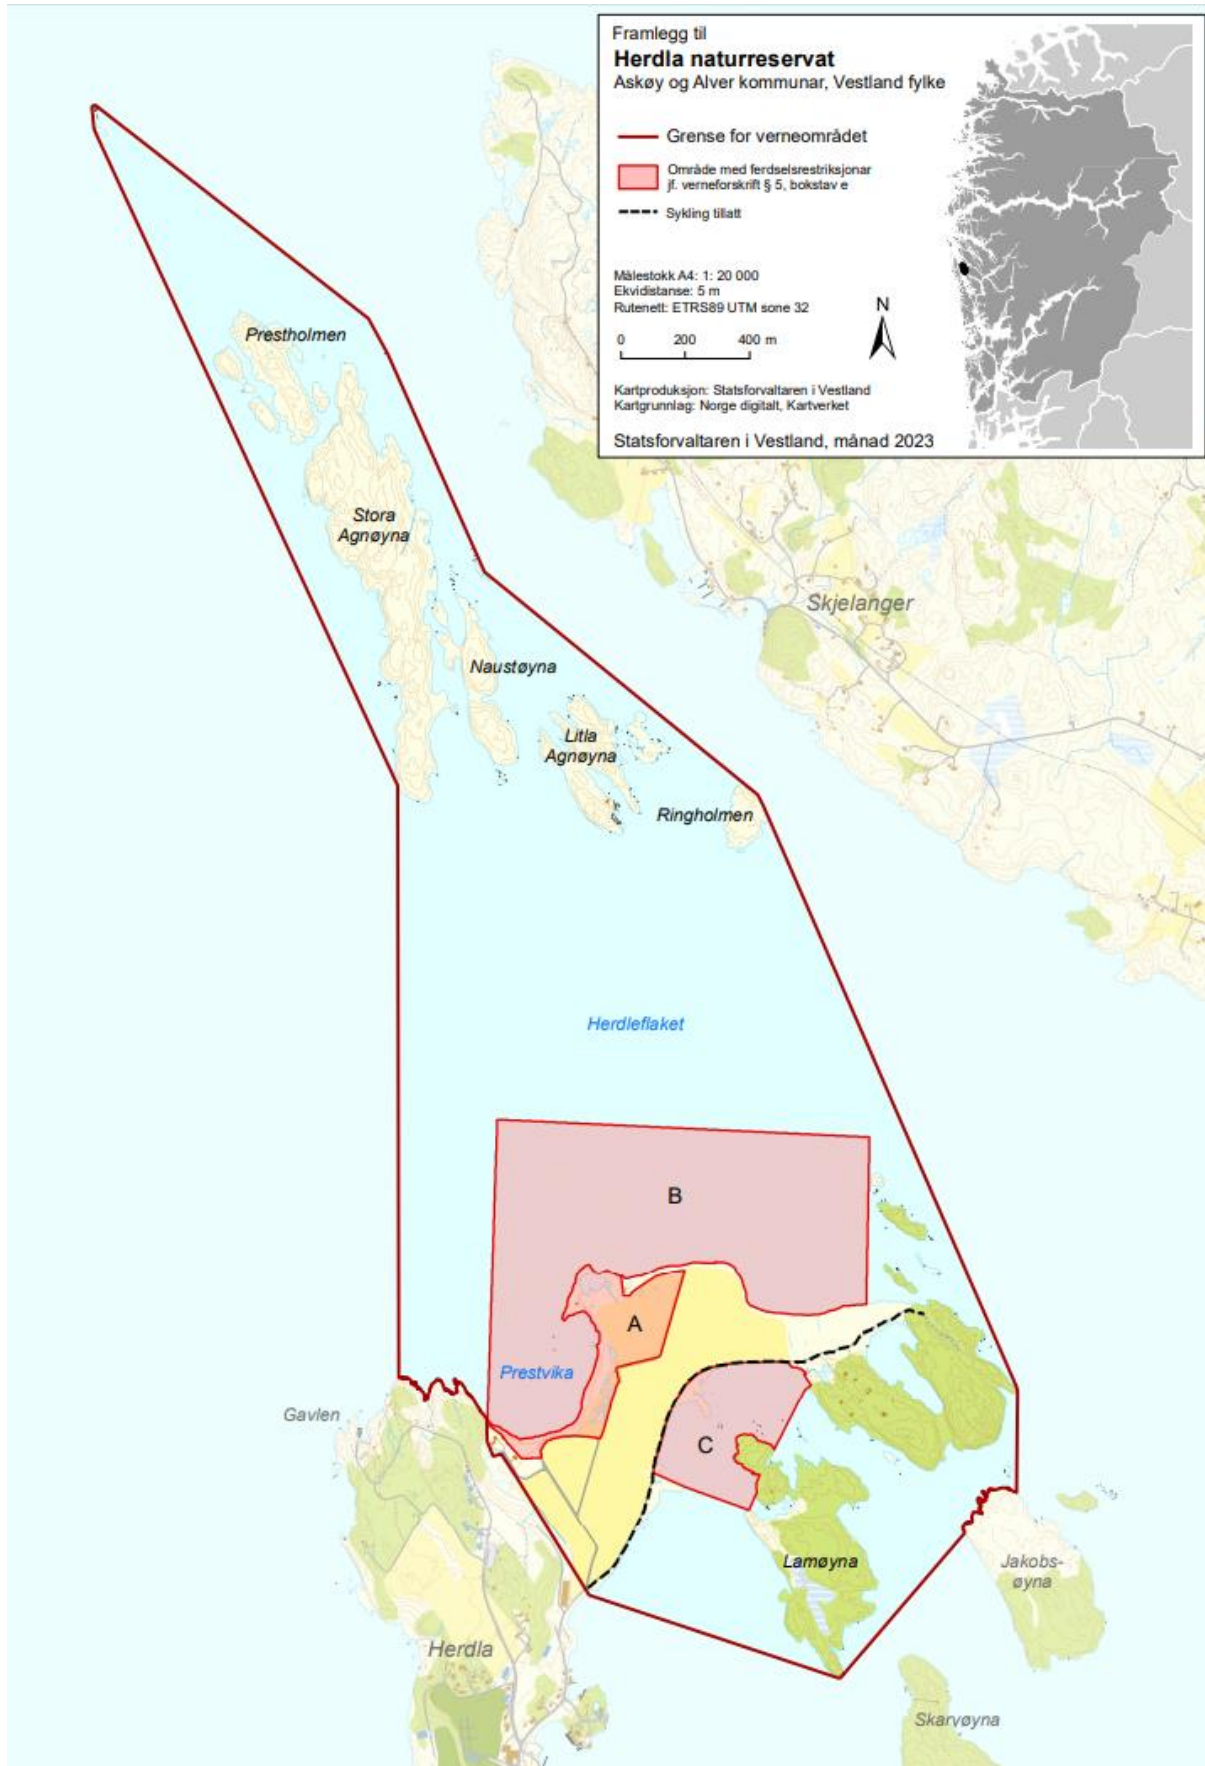 Framlegg til
Herdla naturreservat
Askøy og Alver kommunar, Vestland fylke
Grense for verneområdet
Område med ferdselsrestriksjonar
jf. verneforskrift § 5, bokstav e
Sykling tillatt
Målestokk A4: 1: 20 000
Ekvidistanse: 5 m
Rutenett: ETRS89 UTM sone 32
N
0 200 400 m
Kartproduksjon: Statsforvaltaren i Vestland
Kartgrunnlag: Norge digitalt, Kartverket
Statsforvaltaren i Vestland, månad 2023
Prestholmen
Stora
Agnøyna
Skjelanger
Naustøyna
Litla
Agnøyna
Ringholmen
Herdleflaket
B
A
Prestvika
Gavlen
C
Lamøyna
Jakobs-
øyna
Herdla
Skarvøyna